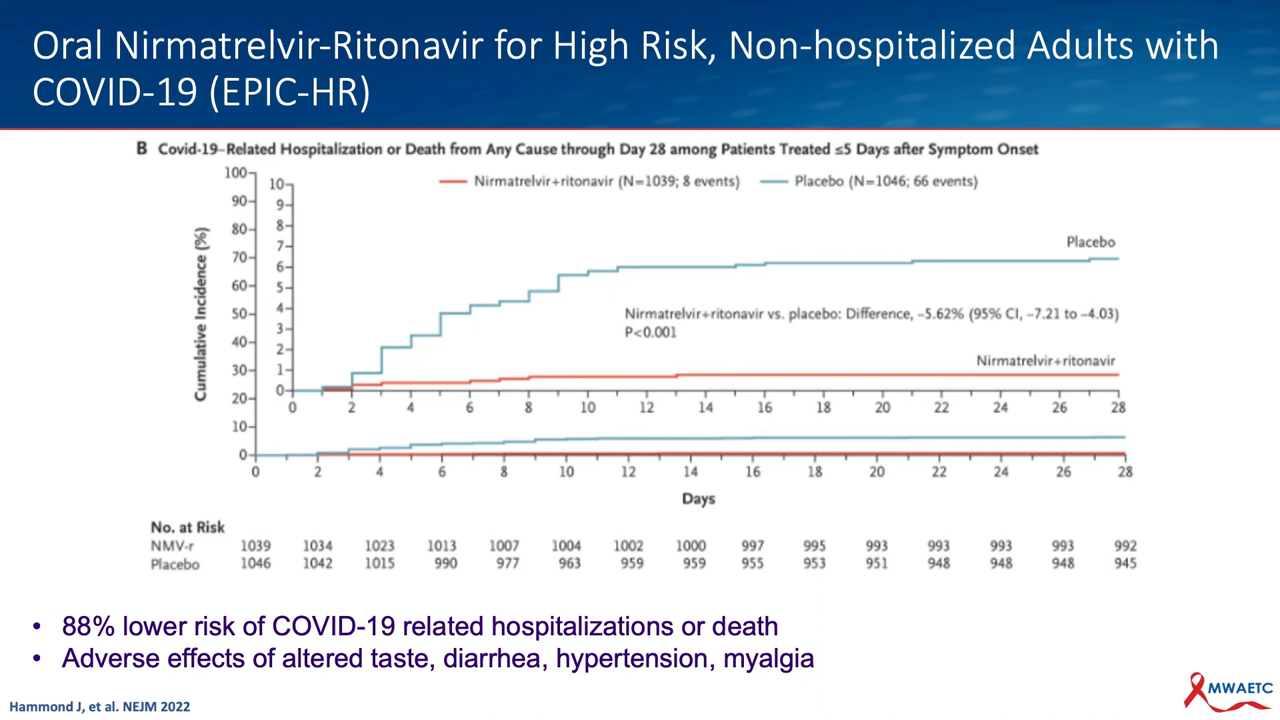 Oral Nirmatrelvir-Ritonavir for High Risk, Non-hospitalized Adults with
COVID-19 (EPIC-HR)
B Covid-19–Related Hospitalization or Death from Any Cause through Day 28 among Patients Treated ≤5 Days after Symptom Onset
Nirmatrelvir+ritonavir (N=1039; 8 events)
Placebo (N=1046; 66 events)
Cumulative Incidence (%)
100
90
80
70
60
50
40
30
20
10
0
10
9
8
7
6
5
4
3
2
1
0
Placebo
Nirmatrelvir+ritonavir vs. placebo: Difference, –5.62% (95% CI, –7.21 to –4.03)
P<0.001
Nirmatrelvir+ritonavir
0 2 4 6 8 10 12 14 16 18 20 22 24 26 28
0 2 4 6 8 10 12 14 16 18 20 22 24 26 28
Days
No. at Risk
NMV-r 1039 1034 1023 1013 1007 1004 1002 1000 997 995 993 993 993 993 992
Placebo 1046 1042 1015 990 977 963 959 959 955 953 951 948 948 948 945
• 88% lower risk of COVID-19 related hospitalizations or death
• Adverse effects of altered taste, diarrhea, hypertension, myalgia
Hammond J, et al. NEJM 2022
MWAETC